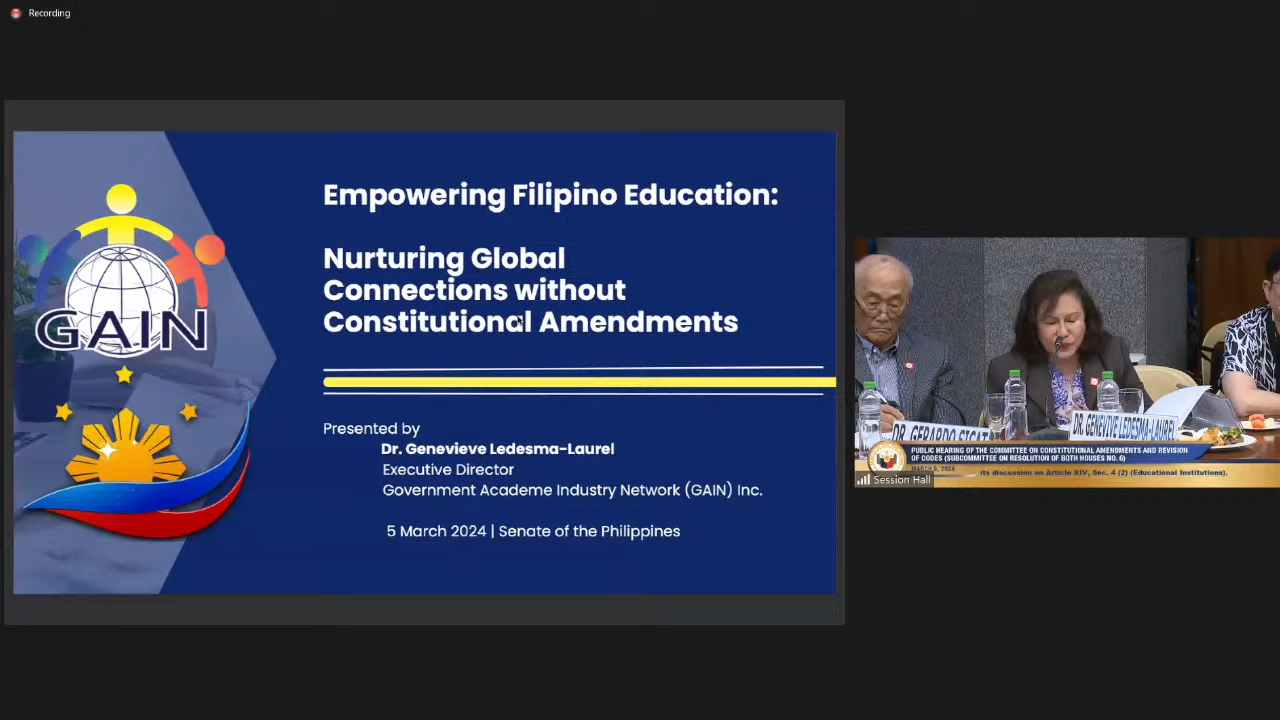 Recording
GAIN
Empowering Filipino Education:
Nurturing Global
Connections without
Constitutional Amendments
Presented by
Dr. Genevieve Ledesma-Laurel
Executive Director
Government Academe Industry Network (GAIN) Inc.
5 March 2024 | Senate of the Philippines
DR. GERARDO SICAT
DR. GENEVIEVE LEDESMA-LAUREL
PUBLIC HEARING OF THE COMMITTEE ON CONSTITUTIONAL AMENDMENTS AND REVISION
OF CODES (SUBCOMMITTEE ON RESOLUTION OF BOTH HOUSES NO. 6)
MARCH 5, 2024
its discussion on Article XIV, Sec. 4 (2) (Educational Institutions).
Session Hall